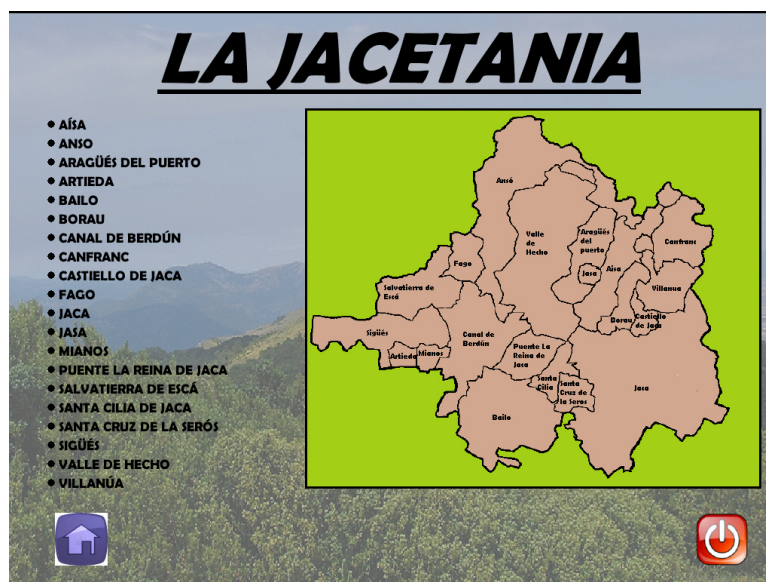 LA JACETANIA
• AÍSA
• ANSO
• ARAGÜÉS DEL PUERTO
• ARTIEDA
• BAILO
• BORAU
• CANAL DE BERDÚN
• CANFRANC
• CASTIELLO DE JACA
• FAGO
• JACA
• JASA
• MIANOS
• PUENTE LA REINA DE JACA
• SALVATIERRA DE ESCÁ
• SANTA CILIA DE JACA
• SANTA CRUZ DE LA SERÓS
• SIGÜÉS
• VALLE DE HECHO
• VILLANÚA
Ansó
Valle
de
Hecho
Aragüés
del
puerto
Canfranc
Fago
Jasa
Aisa
Salvatierra de
Escá
Villanua
Sigüés
Canal de
Berdún
Borau
Castiello
de Jaca
Artieda
Mianos
Puente La
Reina de
Jaca
Santa
Cilia
Santa
Cruz de
la Seros
Jaca
Bailo